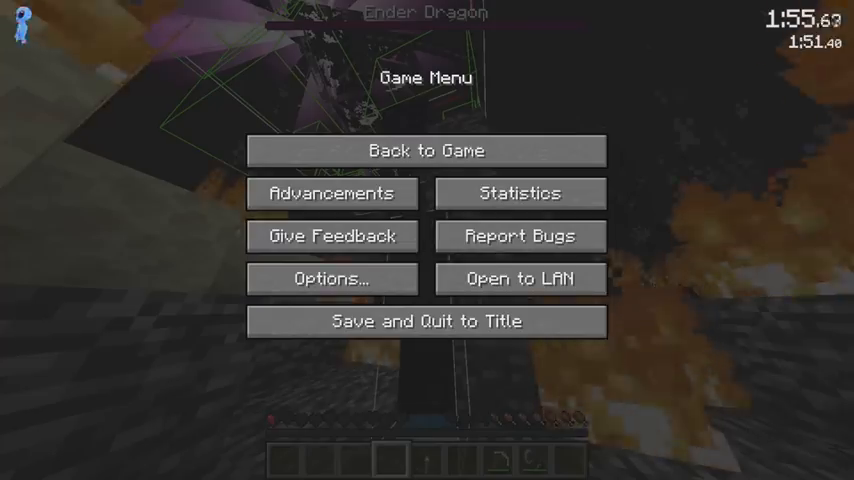 Ender Dragon
1:55.63
1:51.40
Game Menu
Back to Game
Advancements
Statistics
Give Feedback
Report Bugs
Options...
Open to LAN
Save and Quit to Title